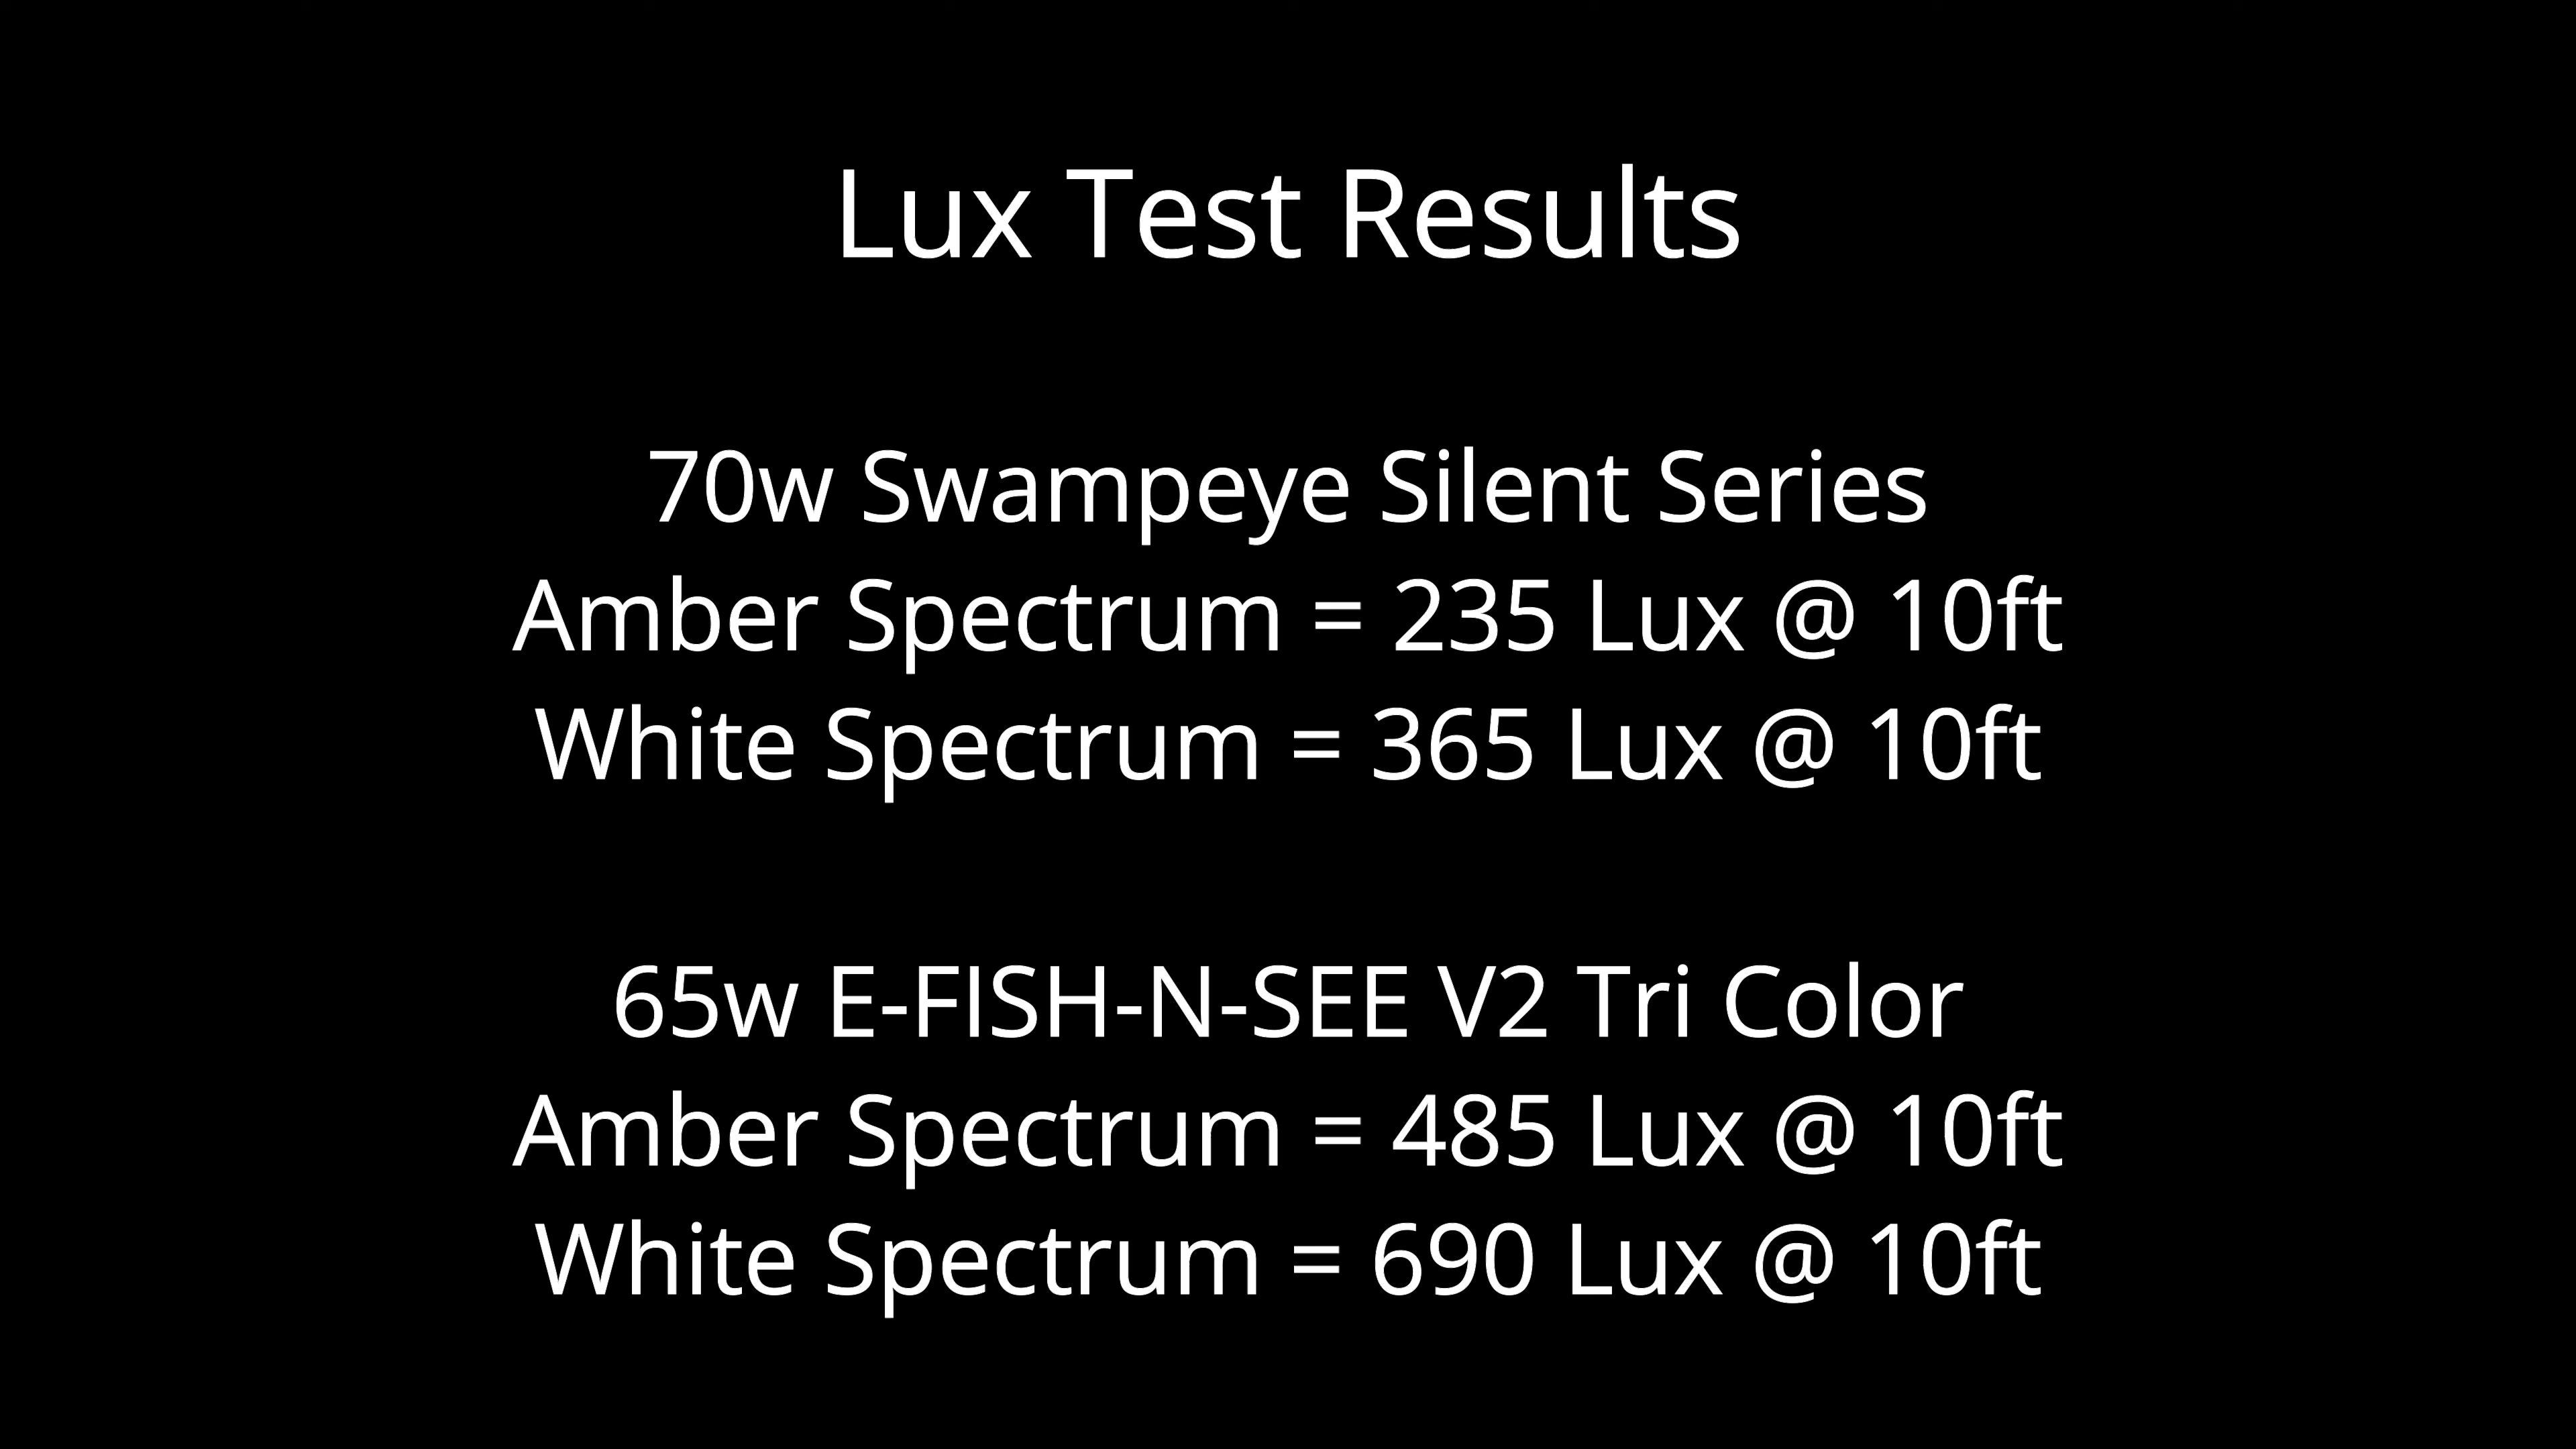 Lux Test Results
70w Swampeye Silent Series
Amber Spectrum = 235 Lux @ 10ft
White Spectrum = 365 Lux @ 10ft
65w E-FISH-N-SEE V2 Tri Color
Amber Spectrum = 485 Lux @ 10ft
White Spectrum = 690 Lux @ 10ft